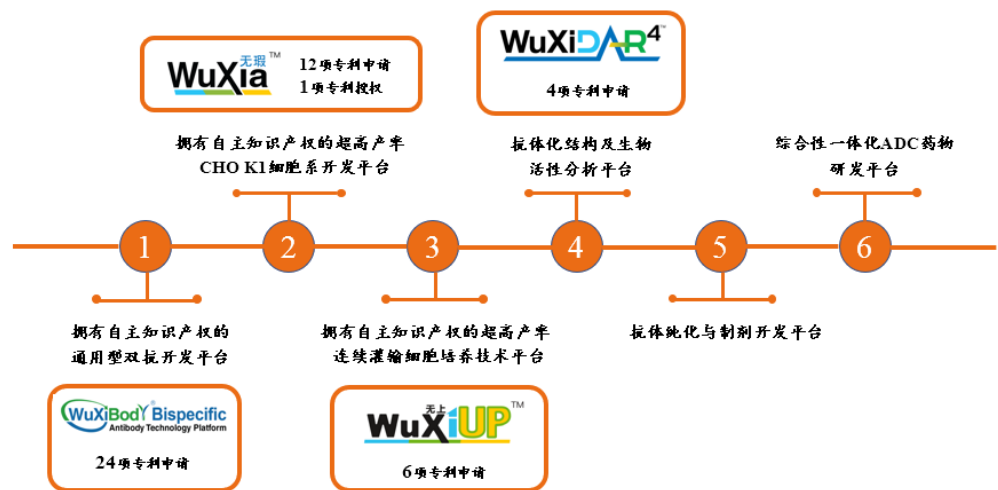 无瑕
WuXia™
12项专利申请
1项专利授权
WuXiDAR4™
4项专利申请
拥有自主知识产权的超高产率
CHO K1细胞系开发平台
抗体化结构及生物
活性分析平台
综合性一体化ADC药物
研发平台
1
2
3
4
5
6
拥有自主知识产权的
通用型双抗开发平台
拥有自主知识产权的超高产率
连续灌输细胞培养技术平台
抗体纯化与制剂开发平台
WuXiBodY Bispecific
Antibody Technology Platform
24项专利申请
无上
WuXiUP™
6项专利申请